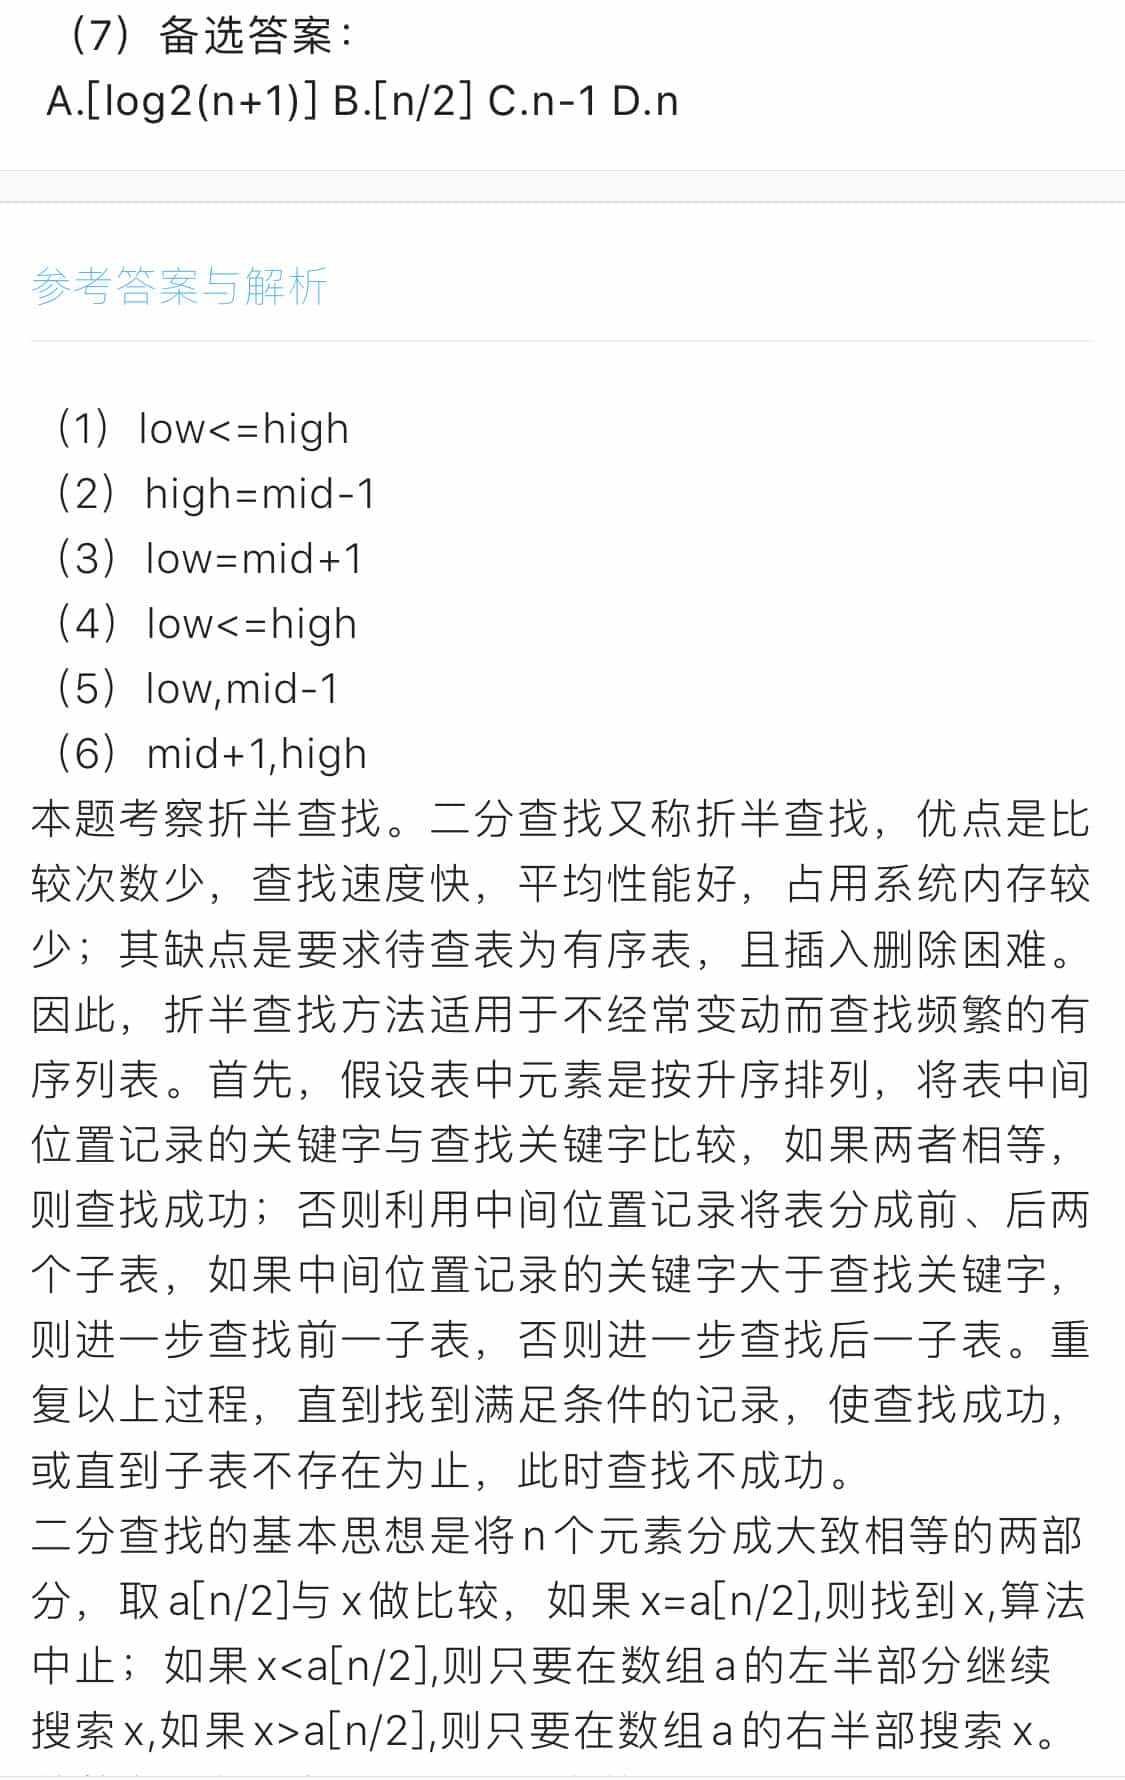 （7）备选答案：
A.[log2(n+1)] B.[n/2] C.n-1 D.n
参考答案与解析
（1）low<=high
（2）high=mid-1
（3）low=mid+1
（4）low<=high
（5）low,mid-1
（6）mid+1,high
本题考察折半查找。二分查找又称折半查找，优点是比
较次数少，查找速度快，平均性能好，占用系统内存较
少；其缺点是要求待查表为有序表，且插入删除困难。
因此，折半查找方法适用于不经常变动而查找频繁的有
序列表。首先，假设表中元素是按升序排列，将表中间
位置记录的关键字与查找关键字比较，如果两者相等，
则查找成功；否则利用中间位置记录将表分成前、后两
个子表，如果中间位置记录的关键字大于查找关键字，
则进一步查找前一子表，否则进一步查找后一子表。重
复以上过程，直到找到满足条件的记录，使查找成功，
或直到子表不存在为止，此时查找不成功。
二分查找的基本思想是将n个元素分成大致相等的两部
分，取a[n/2]与x做比较，如果x=a[n/2],则找到x,算法
中止；如果x<a[n/2],则只要在数组a的左半部分继续
搜索x,如果x>a[n/2],则只要在数组a的右半部搜索x。